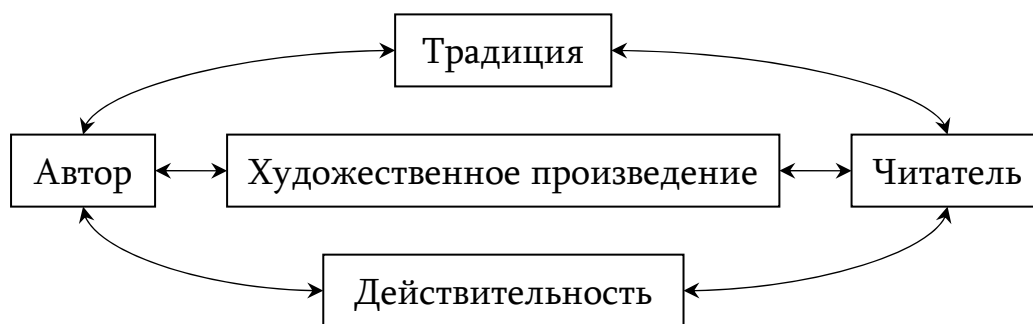 Традиция
Автор
Художественное произведение
Читатель
Действительность